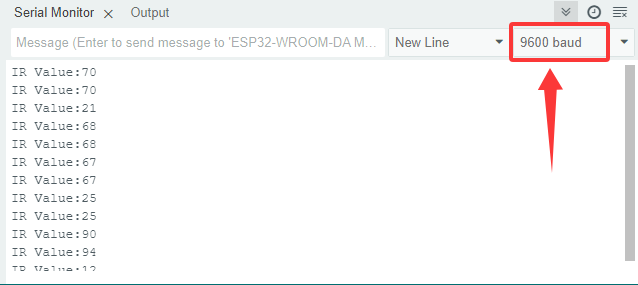 Serial Monitor Output
Message (Enter to send message to 'ESP32-WROOM-DA M... New Line 9600 baud
IR Value:70
IR Value:70
IR Value:21
IR Value:68
IR Value:68
IR Value:67
IR Value:67
IR Value:25
IR Value:25
IR Value:90
IR Value:94
IR Value:12